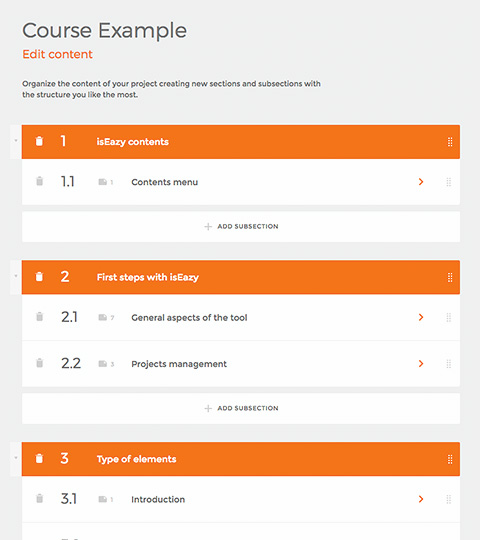 Course Example
Edit content
Organize the content of your project creating new sections and subsections with
the structure you like the most.
1 isEazy contents
1.1 1 Contents menu
ADD SUBSECTION
2 First steps with isEazy
2.1 7 General aspects of the tool
2.2 3 Projects management
ADD SUBSECTION
3 Type of elements
3.1 1 Introduction